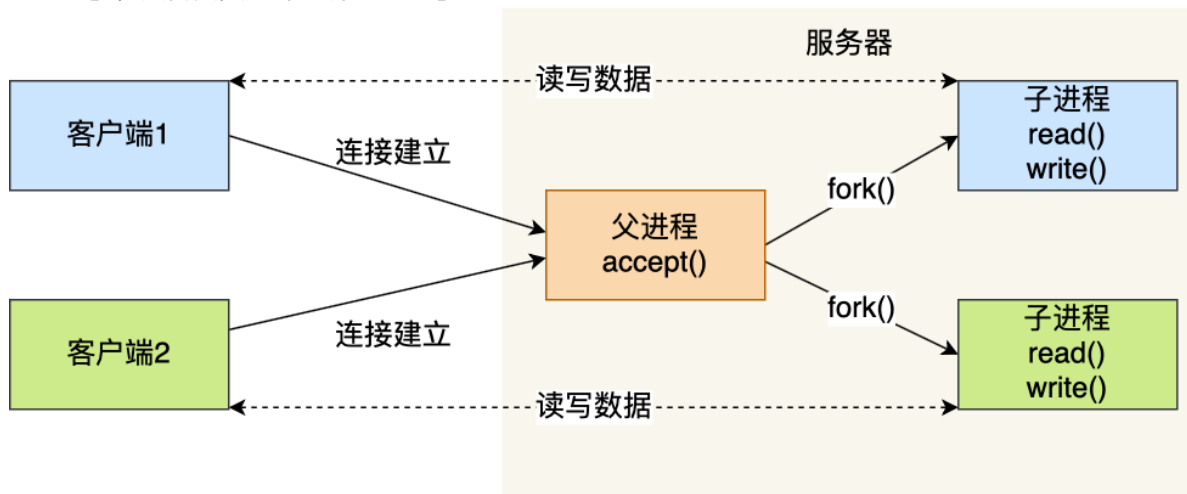 服务器
读写数据
客户端1
子进程
read()
write()
连接建立
fork()
父进程
accept()
客户端2
连接建立
fork()
子进程
read()
write()
读写数据